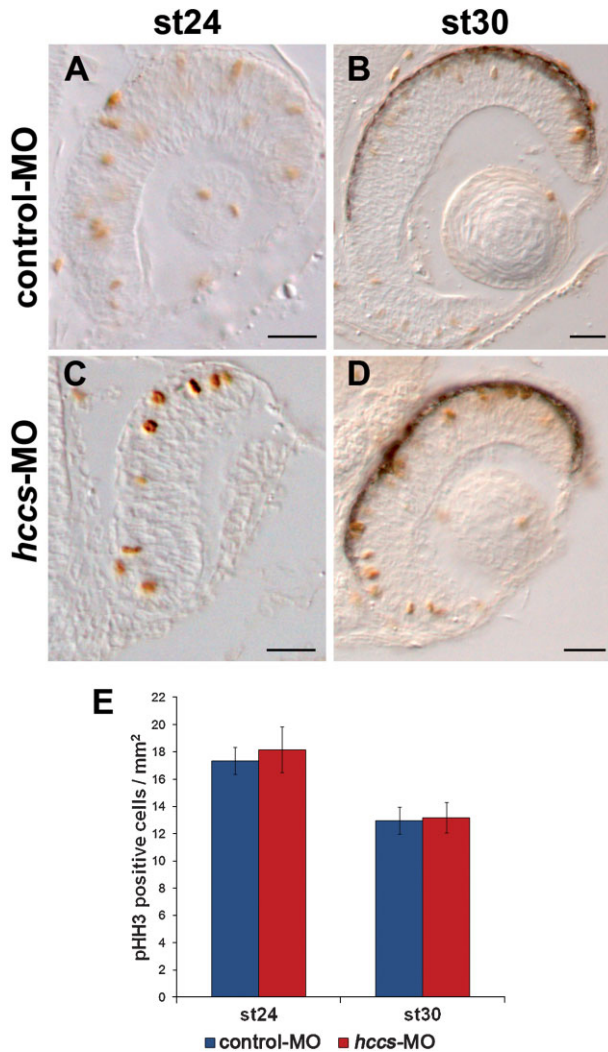 st24 st30
control-MO
A
B
hccs-MO
C
D
E
pHH3 positive cells / mm²
22
20
18
16
14
12
10
8
6
4
2
0
st24 st30
control-MO hccs-MO